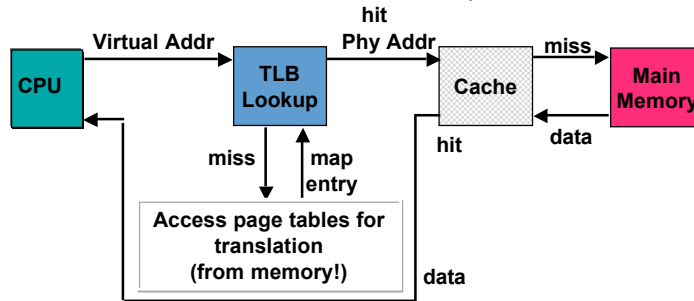 hit
Virtual Addr
Phy Addr
miss
CPU
TLB
Lookup
Cache
Main
Memory
hit
data
miss
map
entry
Access page tables for
translation
(from memory!)
data